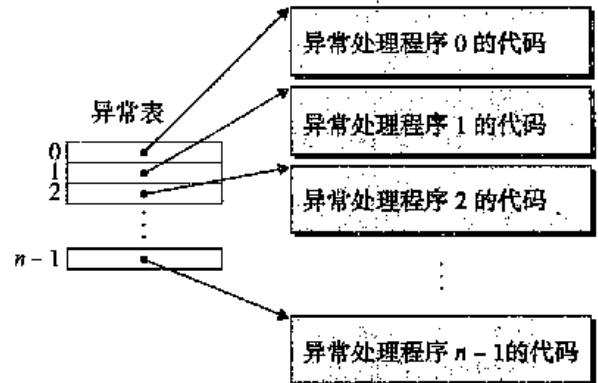 异常处理程序 0 的代码
异常表
异常处理程序 1 的代码
0
1
2
异常处理程序 2 的代码
n - 1
异常处理程序 n - 1的代码